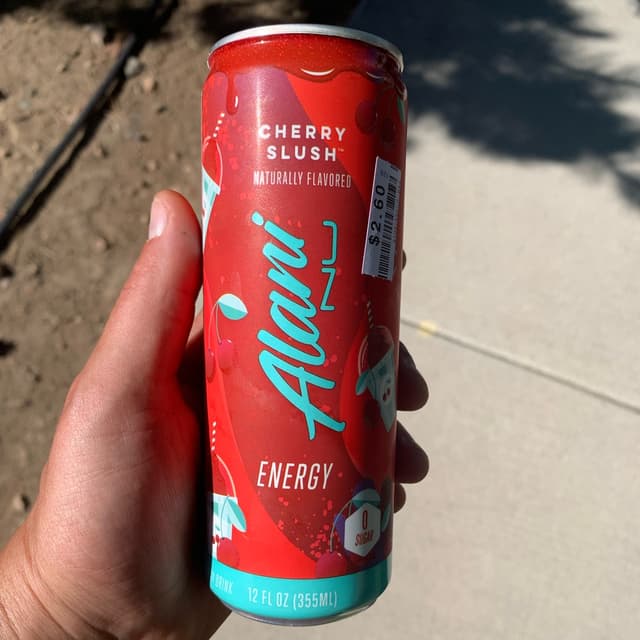 CHERRY
SLUSH™
NATURALLY FLAVORED
$2.60
Alani
NU
ENERGY
0
SUGAR
DRINK 12 FL OZ (355ML)